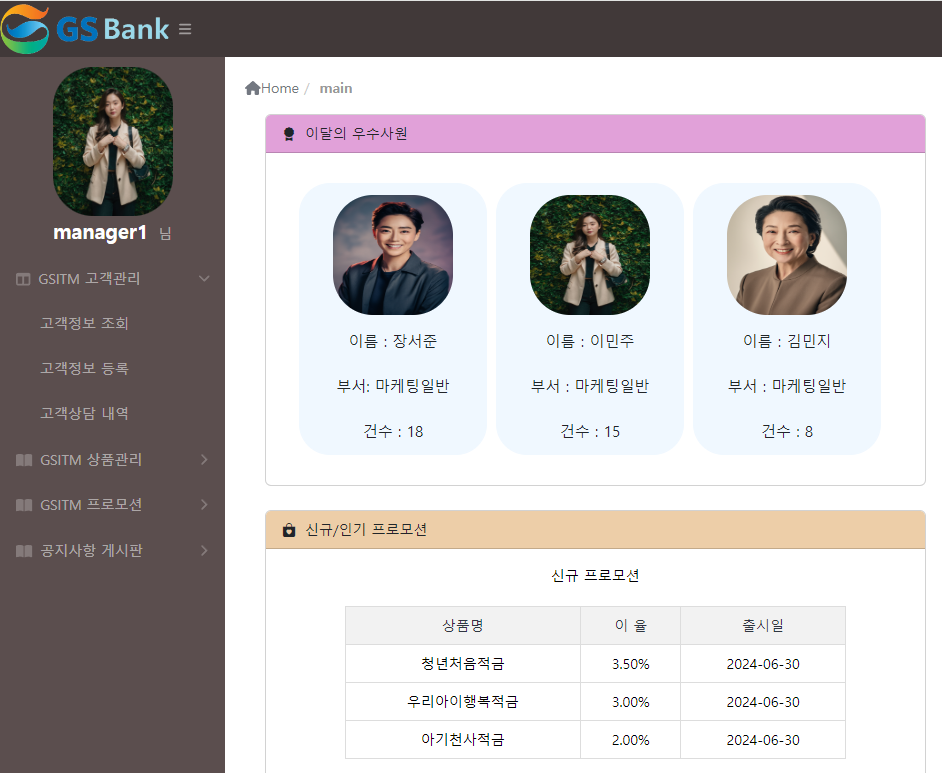 GS Bank
Home / main
manager1 님
GSITM 고객관리
고객정보 조회
고객정보 등록
고객상담 내역
GSITM 상품관리
GSITM 프로모션
공지사항 게시판
이달의 우수사원
이름 : 장서준
부서: 마케팅일반
건수 : 18
이름 : 이민주
부서 : 마케팅일반
건수 : 15
이름 : 김민지
부서 : 마케팅일반
건수 : 8
신규/인기 프로모션
신규 프로모션
상품명 이 율 출시일
청년처음적금 3.50% 2024-06-30
우리아이행복적금 3.00% 2024-06-30
아기천사적금 2.00% 2024-06-30